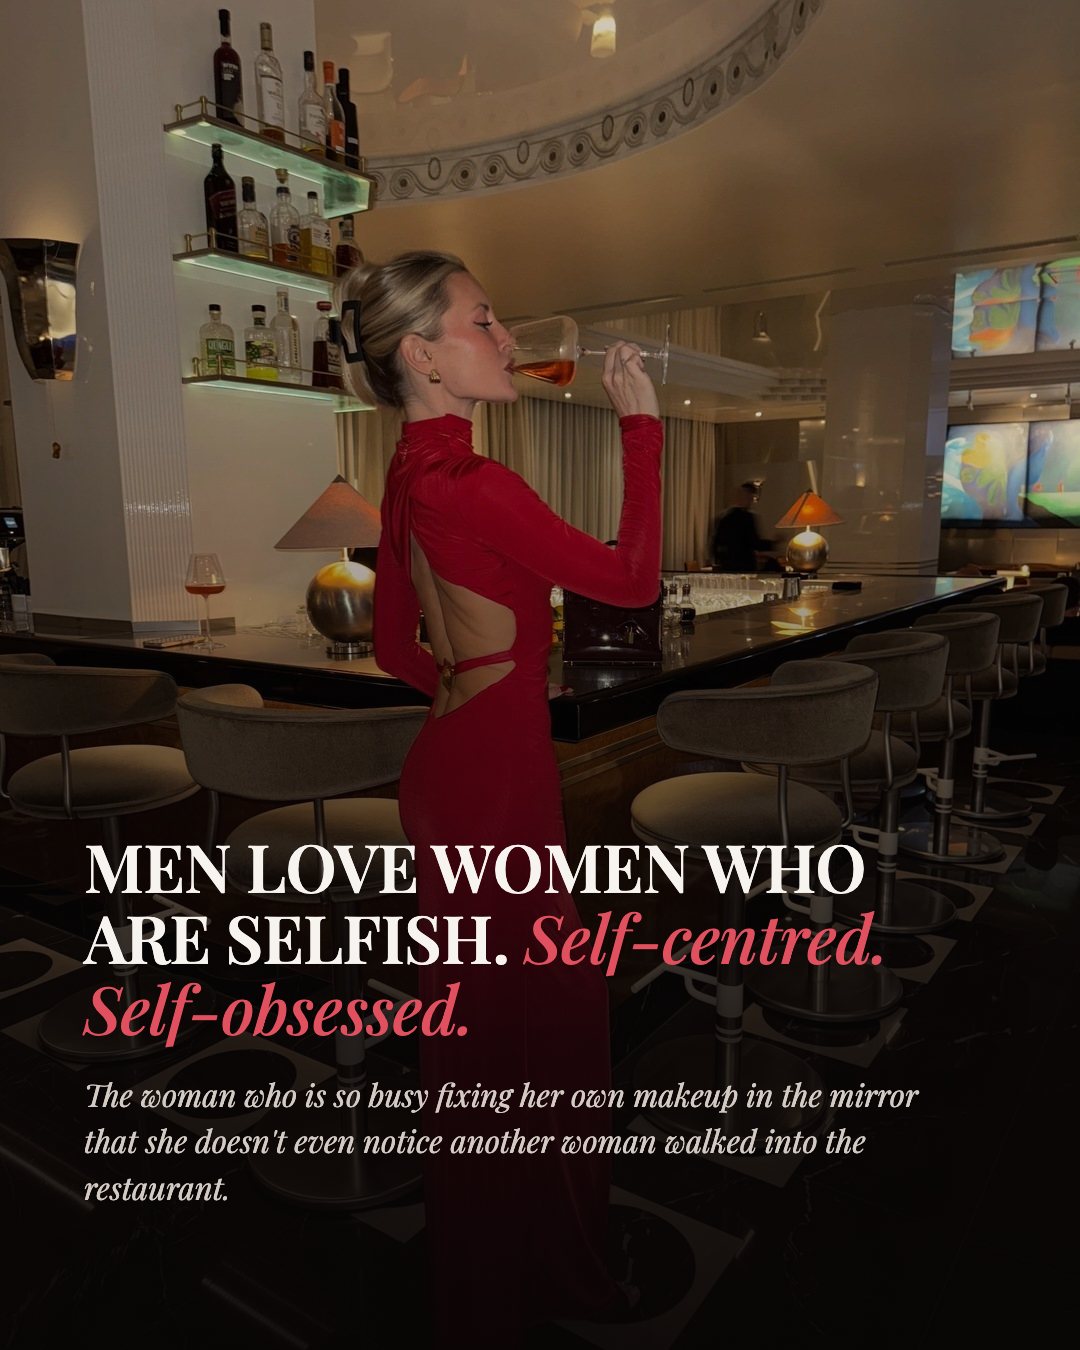 MEN LOVE WOMEN WHO
ARE SELFISH. Self-centred.
Self-obsessed.
The woman who is so busy fixing her own makeup in the mirror
that she doesn't even notice another woman walked into the
restaurant.